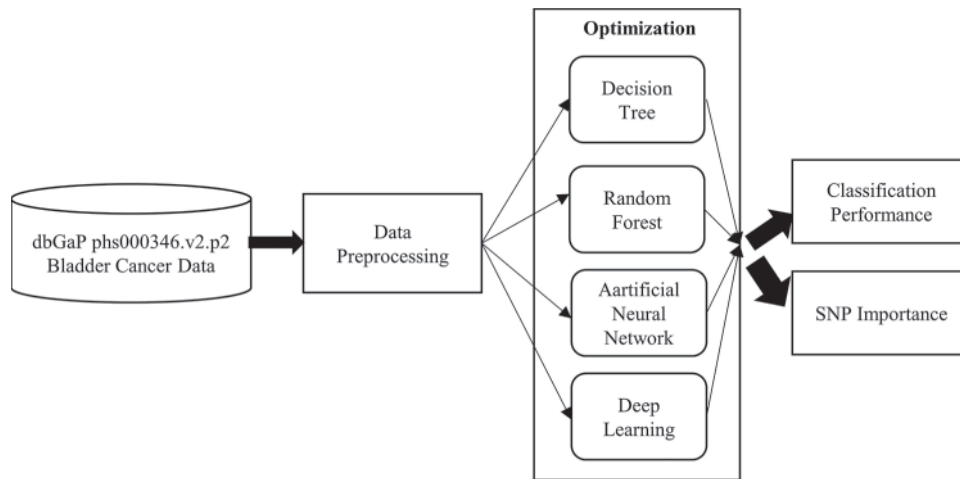 Optimization
Decision
Tree
Random
Forest
Aartificial
Neural
Network
Deep
Learning
dbGaP phs000346.v2.p2
Bladder Cancer Data
Data
Preprocessing
Classification
Performance
SNP Importance